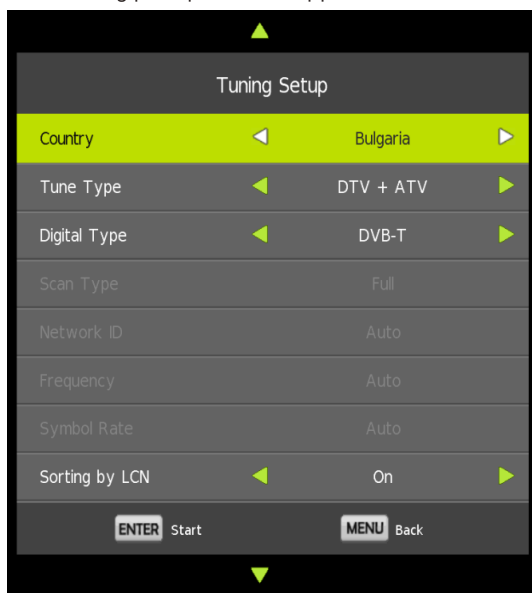 Tuning Setup
Country Bulgaria
Tune Type DTV + ATV
Digital Type DVB-T
Scan Type Full
Network ID Auto
Frequency Auto
Symbol Rate Auto
Sorting by LCN On
ENTER Start MENU Back